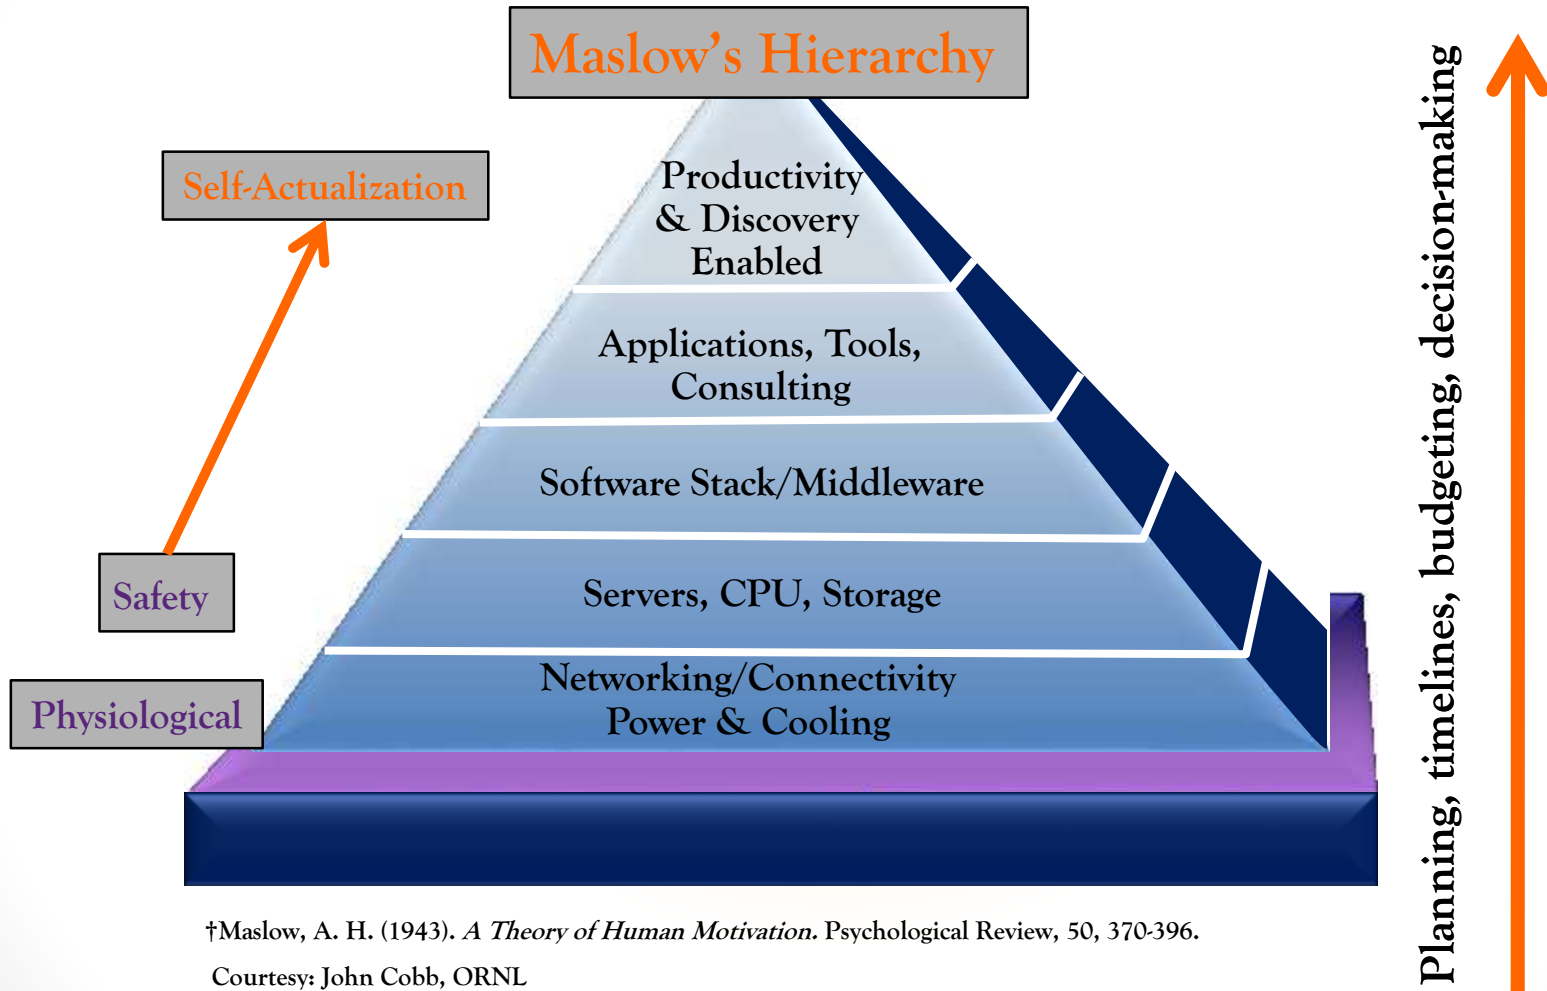 Maslow's Hierarchy
Self-Actualization
Productivity
& Discovery
Enabled
Applications, Tools,
Consulting
Software Stack/Middleware
Safety
Servers, CPU, Storage
Physiological
Networking/Connectivity
Power & Cooling
Planning, timelines, budgeting, decision-making
†Maslow, A. H. (1943). A Theory of Human Motivation. Psychological Review, 50, 370-396.
Courtesy: John Cobb, ORNL